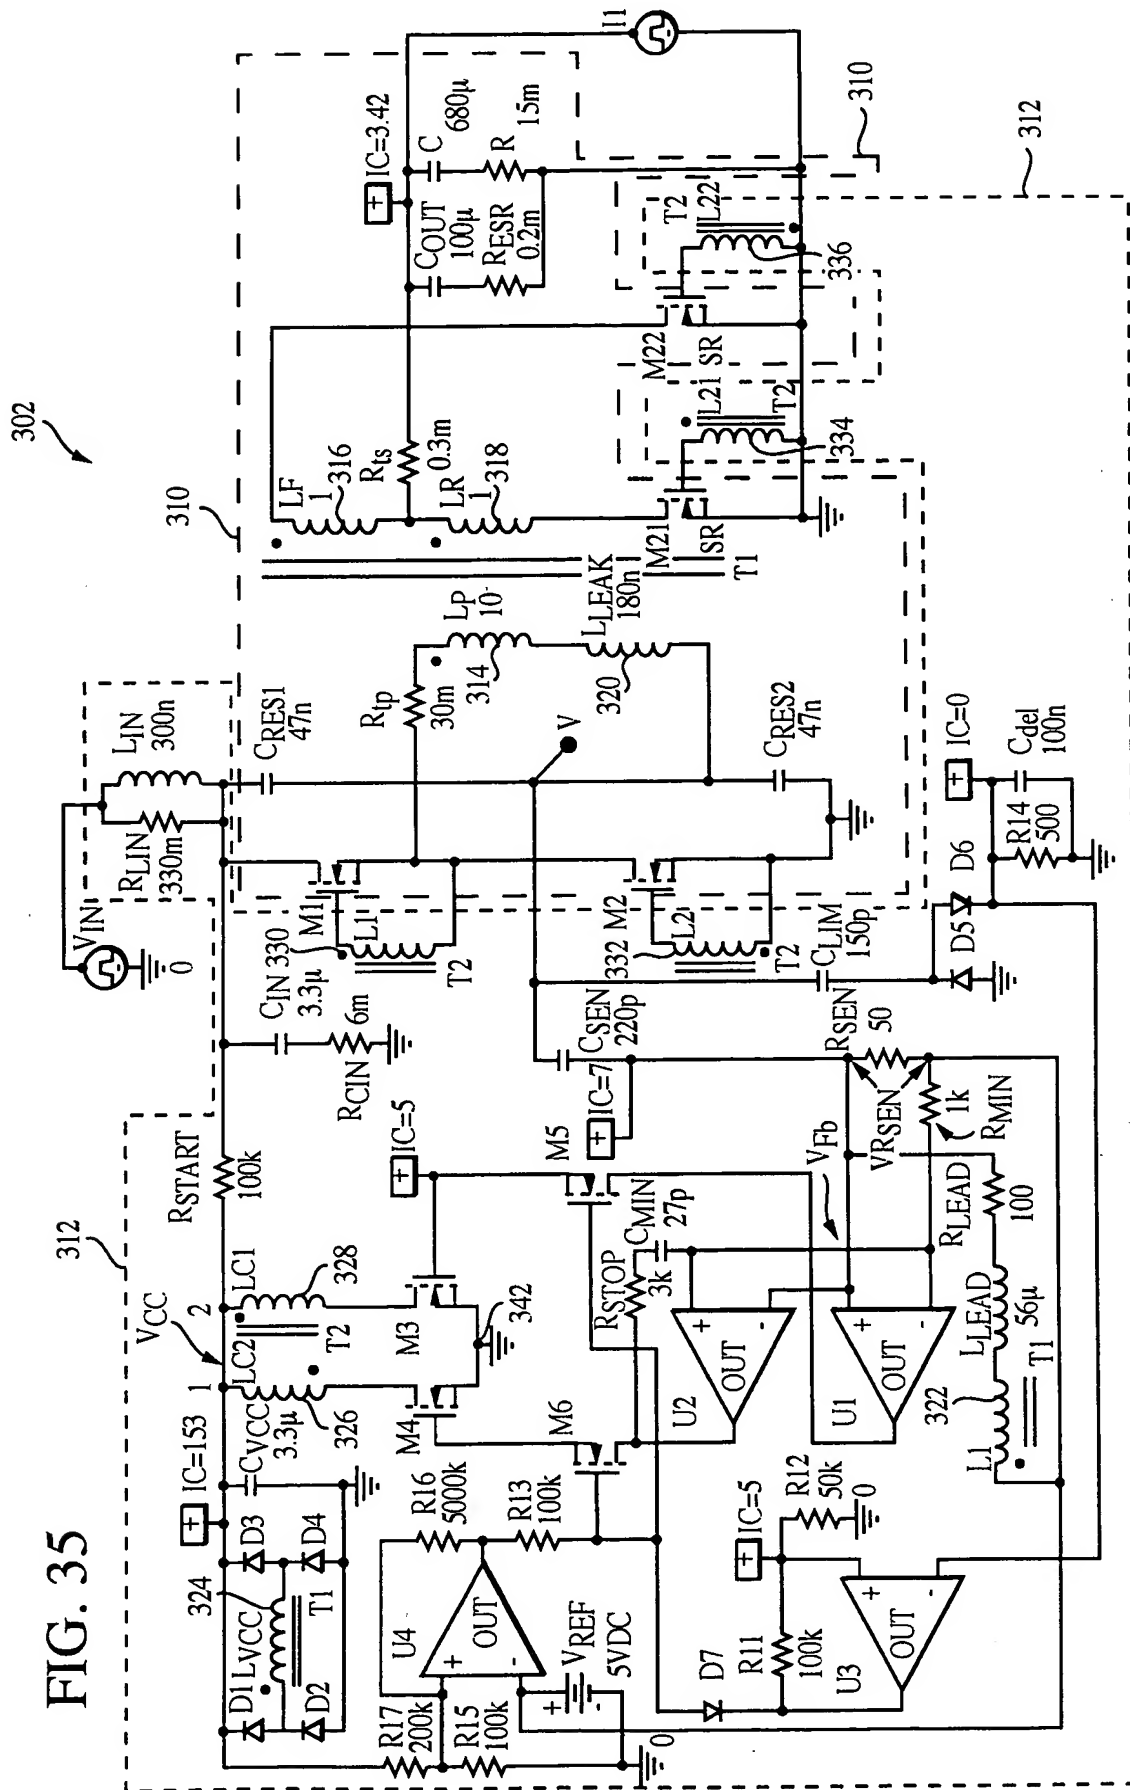 FIG. 35
302
312
310
310
312
VCC
IC=153
D1
LVCC
324
D3
D2
T1
D4
CVCC
3.3µ
1
2
LC2
LC1
326
T2
328
RSTART
100k
VIN
0
RLIN
330m
LIN
300n
CIN
3.3µ
6m
RCIN
330
L1
T2
M1
CRES1
47n
Rtp
30m
LP
10
314
LLEAK
180n
320
V
CRES2
47n
332
L2
T2
M2
CLIM
150p
CSEN
220p
IC=7
RSEN
50
VRSEN
1k
RMIN
D5
D6
IC=0
R14
500
Cdel
100n
LF
1
316
LR
1
318
Rts
0.3m
T1
M21
SR
L21
T2
334
M22
SR
T2
L22
336
IC=3.42
COUT
100µ
RESR
0.2m
C
680µ
R
15m
I1
M4
M3
342
IC=5
M5
M6
RSTOP
3k
CMIN
27p
VFb
U2
+
-
OUT
U1
+
-
OUT
RLEAD
100
LLEAD
56µ
322
L1
T1
R17
200k
R15
100k
U4
+
-
OUT
R16
5000k
R13
100k
VREF
5VDC
+
-
0
D7
R11
100k
IC=5
R12
50k
0
U3
+
-
OUT